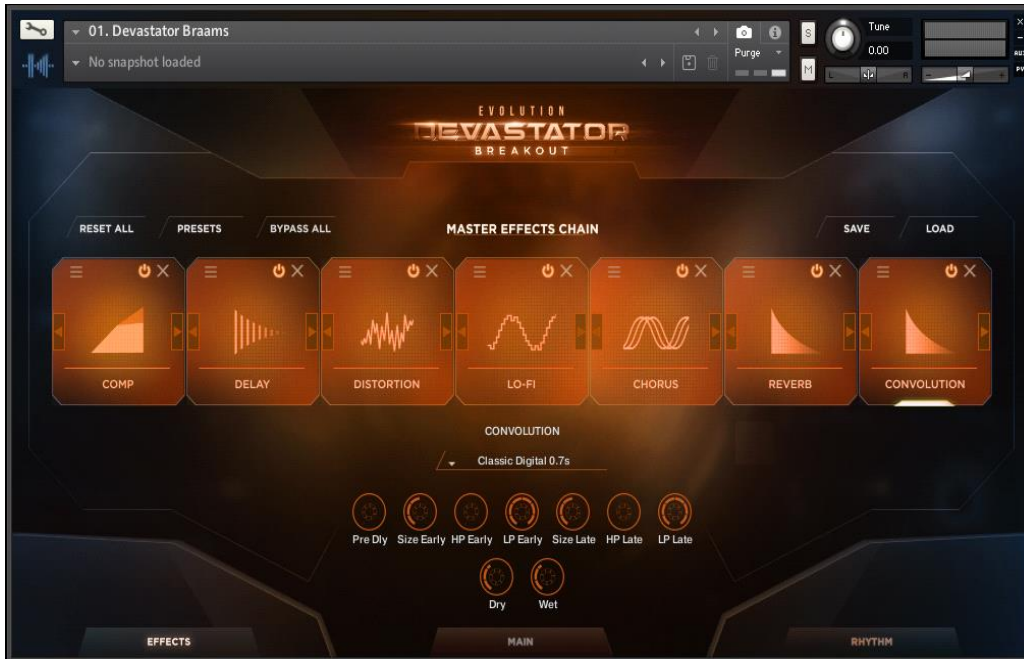 01. Devastator Braams
No snapshot loaded
Purge
S
M
Tune
0.00
L
R
AUX
PV
EVOLUTION
DEVASTATOR
BREAKOUT
RESET ALL
PRESETS
BYPASS ALL
MASTER EFFECTS CHAIN
SAVE
LOAD
COMP
DELAY
DISTORTION
LO-FI
CHORUS
REVERB
CONVOLUTION
CONVOLUTION
Classic Digital 0.7s
Pre Dly
Size Early
HP Early
LP Early
Size Late
HP Late
LP Late
Dry
Wet
EFFECTS
MAIN
RHYTHM